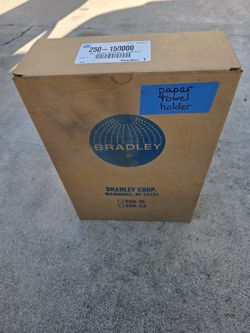 250-150000
paper
towel
holder
BRADLEY
BRADLEY CORP.
MILWAUKEE, WI 53223